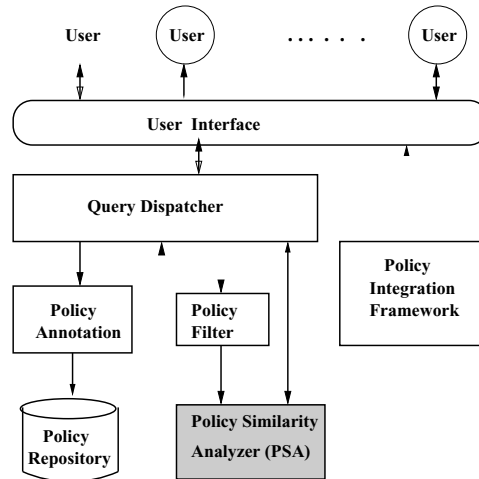 User
User
. . . . . .
User
User Interface
Query Dispatcher
Policy
Annotation
Policy
Filter
Policy
Integration
Framework
Policy
Repository
Policy Similarity
Analyzer (PSA)